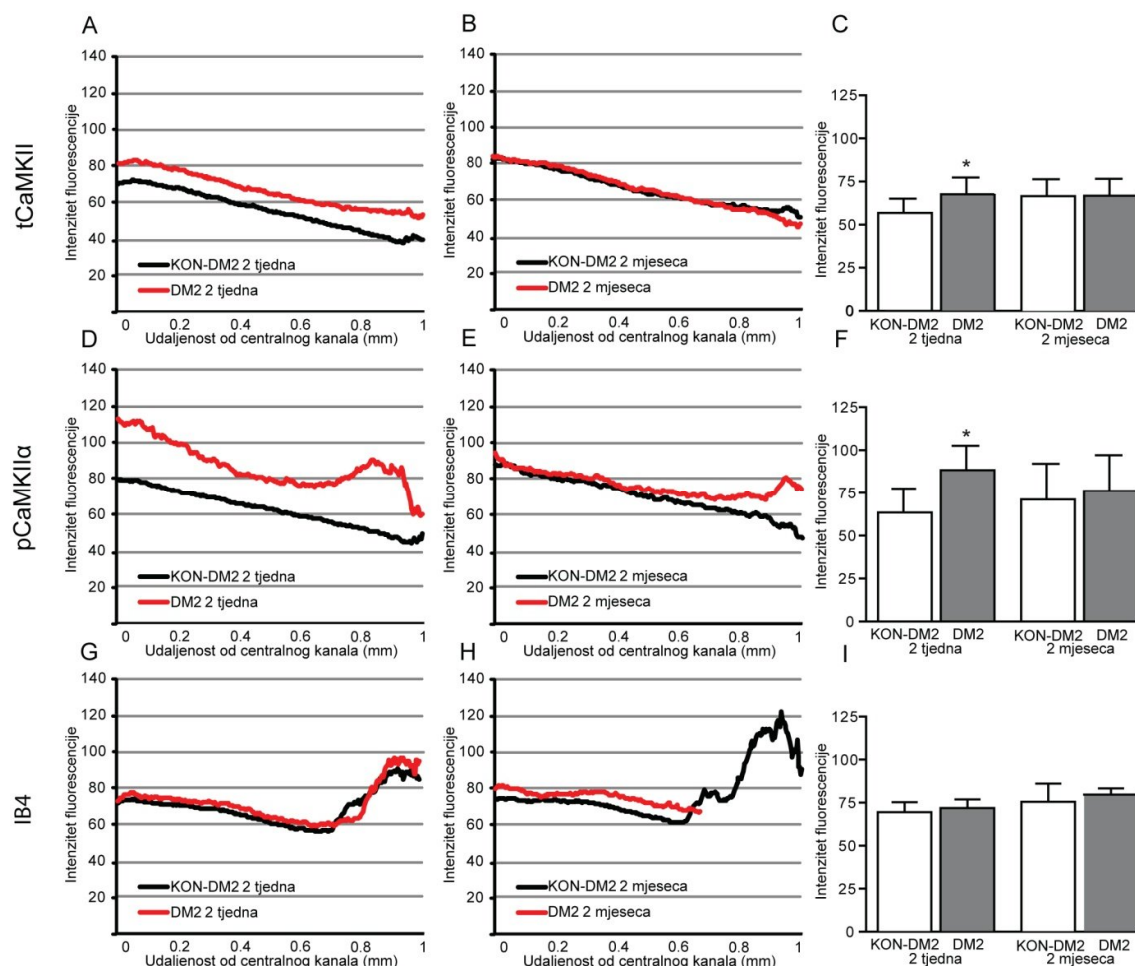 A
B
C
tCaMKII
Intenzitet fluorescencije
140
120
100
80
60
40
20
KON-DM2 2 tjedna
DM2 2 tjedna
0 0.2 0.4 0.6 0.8 1
Udaljenost od centralnog kanala (mm)
Intenzitet fluorescencije
140
120
100
80
60
40
20
KON-DM2 2 mjeseca
DM2 2 mjeseca
0 0.2 0.4 0.6 0.8 1
Udaljenost od centralnog kanala (mm)
Intenzitet fluorescencije
125
100
75
50
25
0
*
KON-DM2 DM2 KON-DM2 DM2
2 tjedna 2 mjeseca
D
E
F
pCaMKIIα
Intenzitet fluorescencije
140
120
100
80
60
40
20
KON-DM2 2 tjedna
DM2 2 tjedna
0 0.2 0.4 0.6 0.8 1
Udaljenost od centralnog kanala (mm)
Intenzitet fluorescencije
140
120
100
80
60
40
20
KON-DM2 2 mjeseca
DM2 2 mjeseca
0 0.2 0.4 0.6 0.8 1
Udaljenost od centralnog kanala (mm)
Intenzitet fluorescencije
125
100
75
50
25
0
*
KON-DM2 DM2 KON-DM2 DM2
2 tjedna 2 mjeseca
G
H
I
IB4
Intenzitet fluorescencije
140
120
100
80
60
40
20
KON-DM2 2 tjedna
DM2 2 tjedna
0 0.2 0.4 0.6 0.8 1
Udaljenost od centralnog kanala (mm)
Intenzitet fluorescencije
140
120
100
80
60
40
20
KON-DM2 2 mjeseca
DM2 2 mjeseca
0 0.2 0.4 0.6 0.8 1
Udaljenost od centralnog kanala (mm)
Intenzitet fluorescencije
125
100
75
50
25
0
KON-DM2 DM2 KON-DM2 DM2
2 tjedna 2 mjeseca